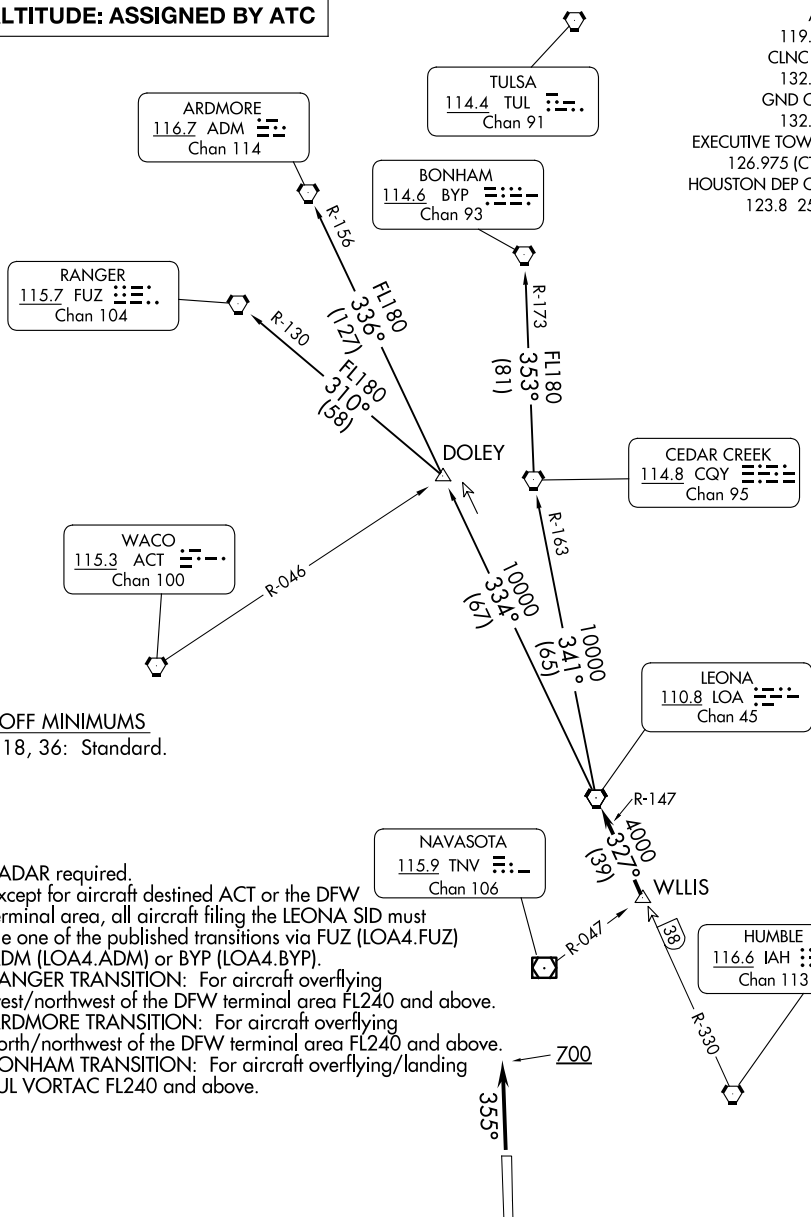 ALTITUDE: ASSIGNED BY ATC
119.
CLNC
132.
GND C
132.
EXECUTIVE TOW
126.975 (CT
HOUSTON DEP C
123.8 25
TULSA
114.4 TUL
Chan 91
ARDMORE
116.7 ADM
Chan 114
BONHAM
114.6 BYP
Chan 93
RANGER
115.7 FUZ
Chan 104
R-156
R-130
R-173
FL180
336°
(127)
FL180
310°
(58)
FL180
353°
(81)
DOLEY
CEDAR CREEK
114.8 CQY
Chan 95
WACO
115.3 ACT
Chan 100
R-046
R-163
10000
334°
(67)
10000
341°
(65)
LEONA
110.8 LOA
Chan 45
OFF MINIMUMS
18, 36: Standard.
R-147
4000
327°
(39)
WLLIS
NAVASOTA
115.9 TNV
Chan 106
R-047
38
HUMBLE
116.6 IAH
Chan 113
R-330
ADAR required.
xcept for aircraft destined ACT or the DFW
erminal area, all aircraft filing the LEONA SID must
e one of the published transitions via FUZ (LOA4.FUZ)
DM (LOA4.ADM) or BYP (LOA4.BYP).
ANGER TRANSITION: For aircraft overflying
est/northwest of the DFW terminal area FL240 and above.
RDMORE TRANSITION: For aircraft overflying
orth/northwest of the DFW terminal area FL240 and above.
ONHAM TRANSITION: For aircraft overflying/landing
UL VORTAC FL240 and above.
700
355°